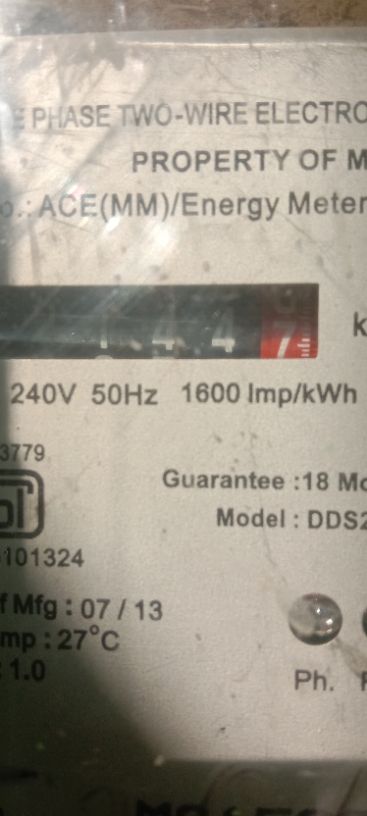 E PHASE TWO-WIRE ELECTRO
PROPERTY OF M
o.: ACE(MM)/Energy Meter
4 4 7
k
240V 50Hz 1600 Imp/kWh
3779
Guarantee :18 Mo
Model : DDS2
101324
f Mfg : 07 / 13
mp : 27°C
: 1.0
Ph.